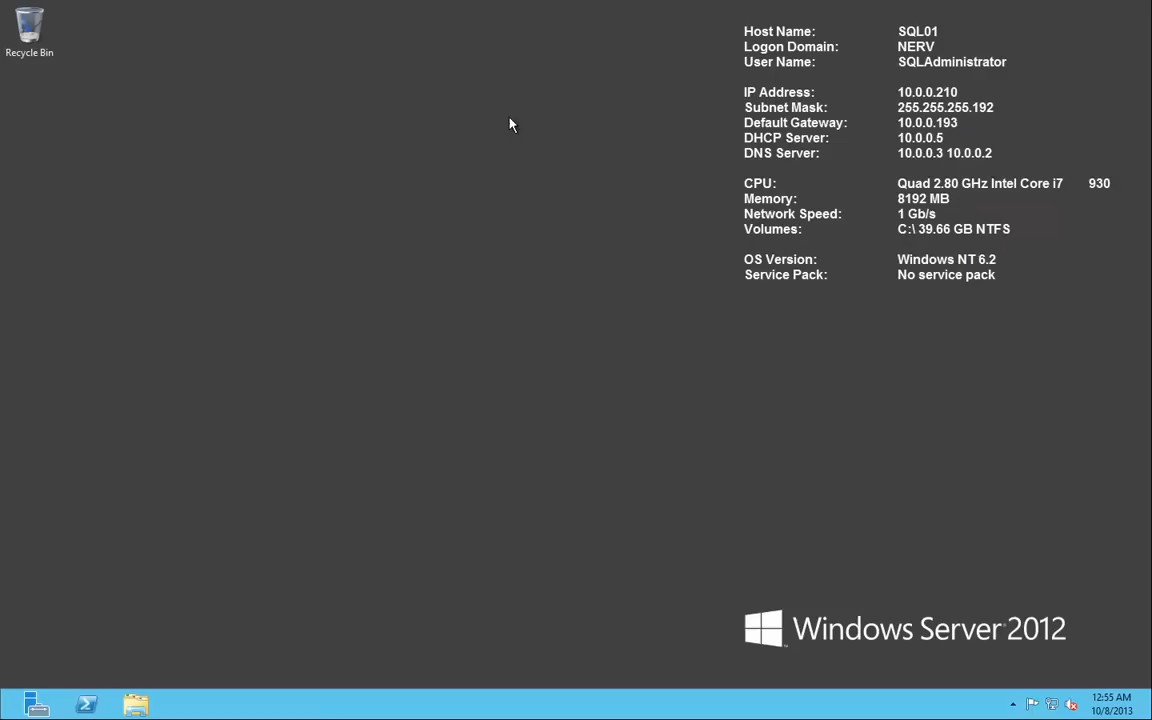 Recycle Bin
Host Name: SQL01
Logon Domain: NERV
User Name: SQLAdministrator
IP Address: 10.0.0.210
Subnet Mask: 255.255.255.192
Default Gateway: 10.0.0.193
DHCP Server: 10.0.0.5
DNS Server: 10.0.0.3 10.0.0.2
CPU: Quad 2.80 GHz Intel Core i7 930
Memory: 8192 MB
Network Speed: 1 Gb/s
Volumes: C:\ 39.66 GB NTFS
OS Version: Windows NT 6.2
Service Pack: No service pack
Windows Server 2012
12:55 AM
10/8/2013